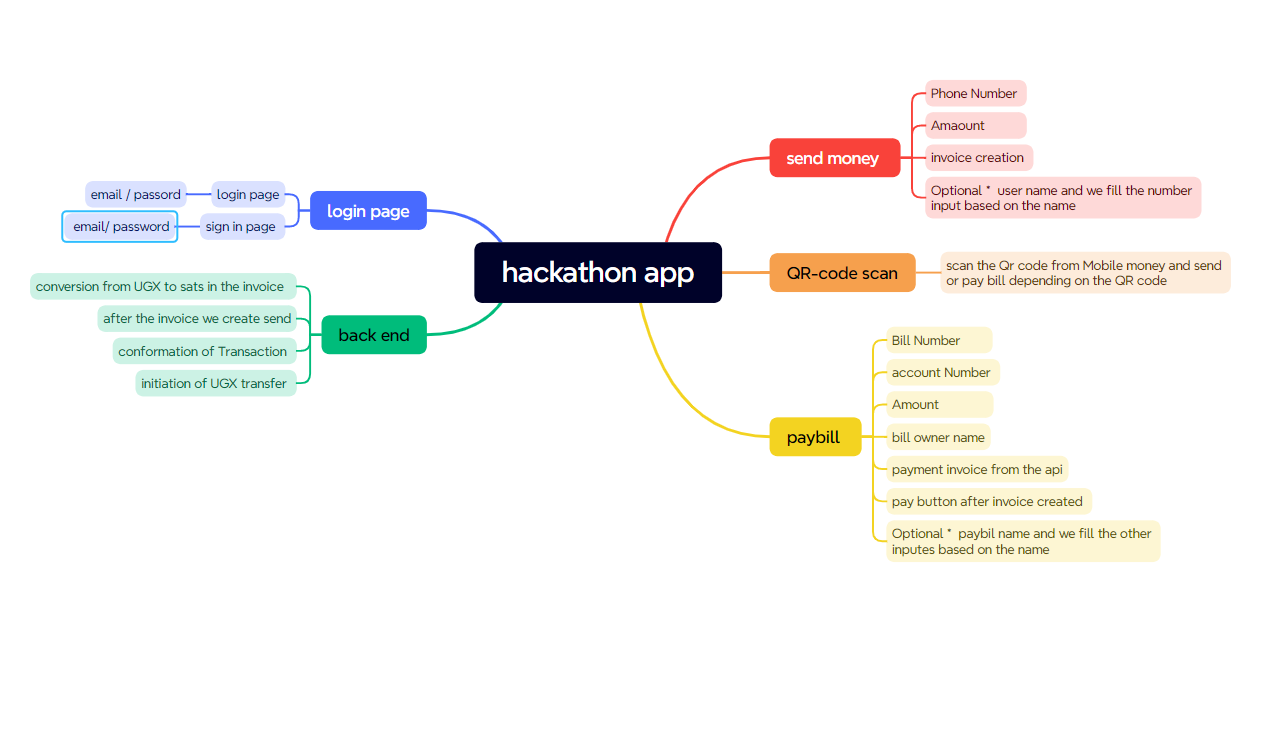 hackathon app
send money
Phone Number
Amaount
invoice creation
Optional * user name and we fill the number
input based on the name
QR-code scan
scan the Qr code from Mobile money and send
or pay bill depending on the QR code
paybill
Bill Number
account Number
Amount
bill owner name
payment invoice from the api
pay button after invoice created
Optional * paybil name and we fill the other
inputes based on the name
login page
login page
email / passord
sign in page
email/ password
back end
conversion from UGX to sats in the invoice
after the invoice we create send
conformation of Transaction
initiation of UGX transfer